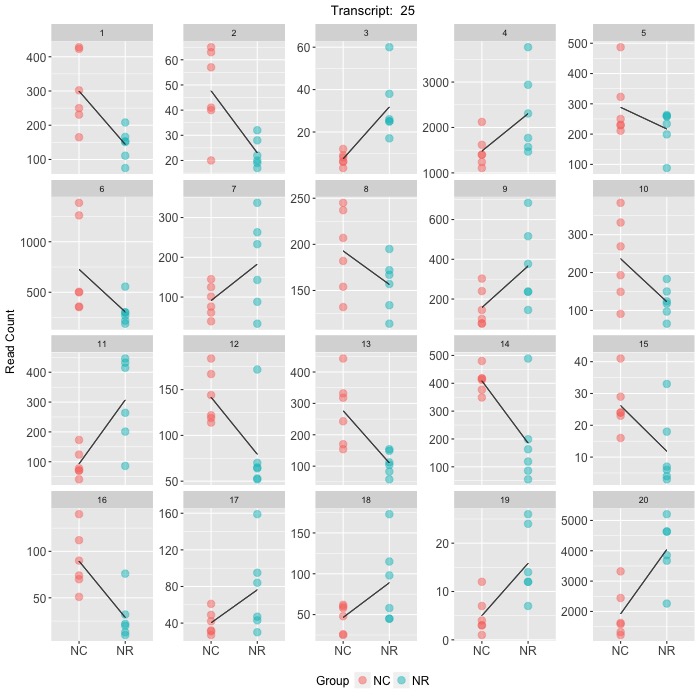 Transcript: 25
1 2 3 4 5
400 300 200 100
60 50 40 30 20
60 40 20
3000 2000 1000
500 400 300 200 100
6 7 8 9 10
1000 500
300 200 100
250 200 150
600 400 200
300 200 100
Read Count
11 12 13 14 15
400 300 200 100
150 100 50
400 300 200 100
500 400 300 200 100
40 30 20 10
16 17 18 19 20
100 50
160 120 80 40
150 100 50
20 10 0
5000 4000 3000 2000
NC NR NC NR NC NR NC NR NC NR
Group NC NR